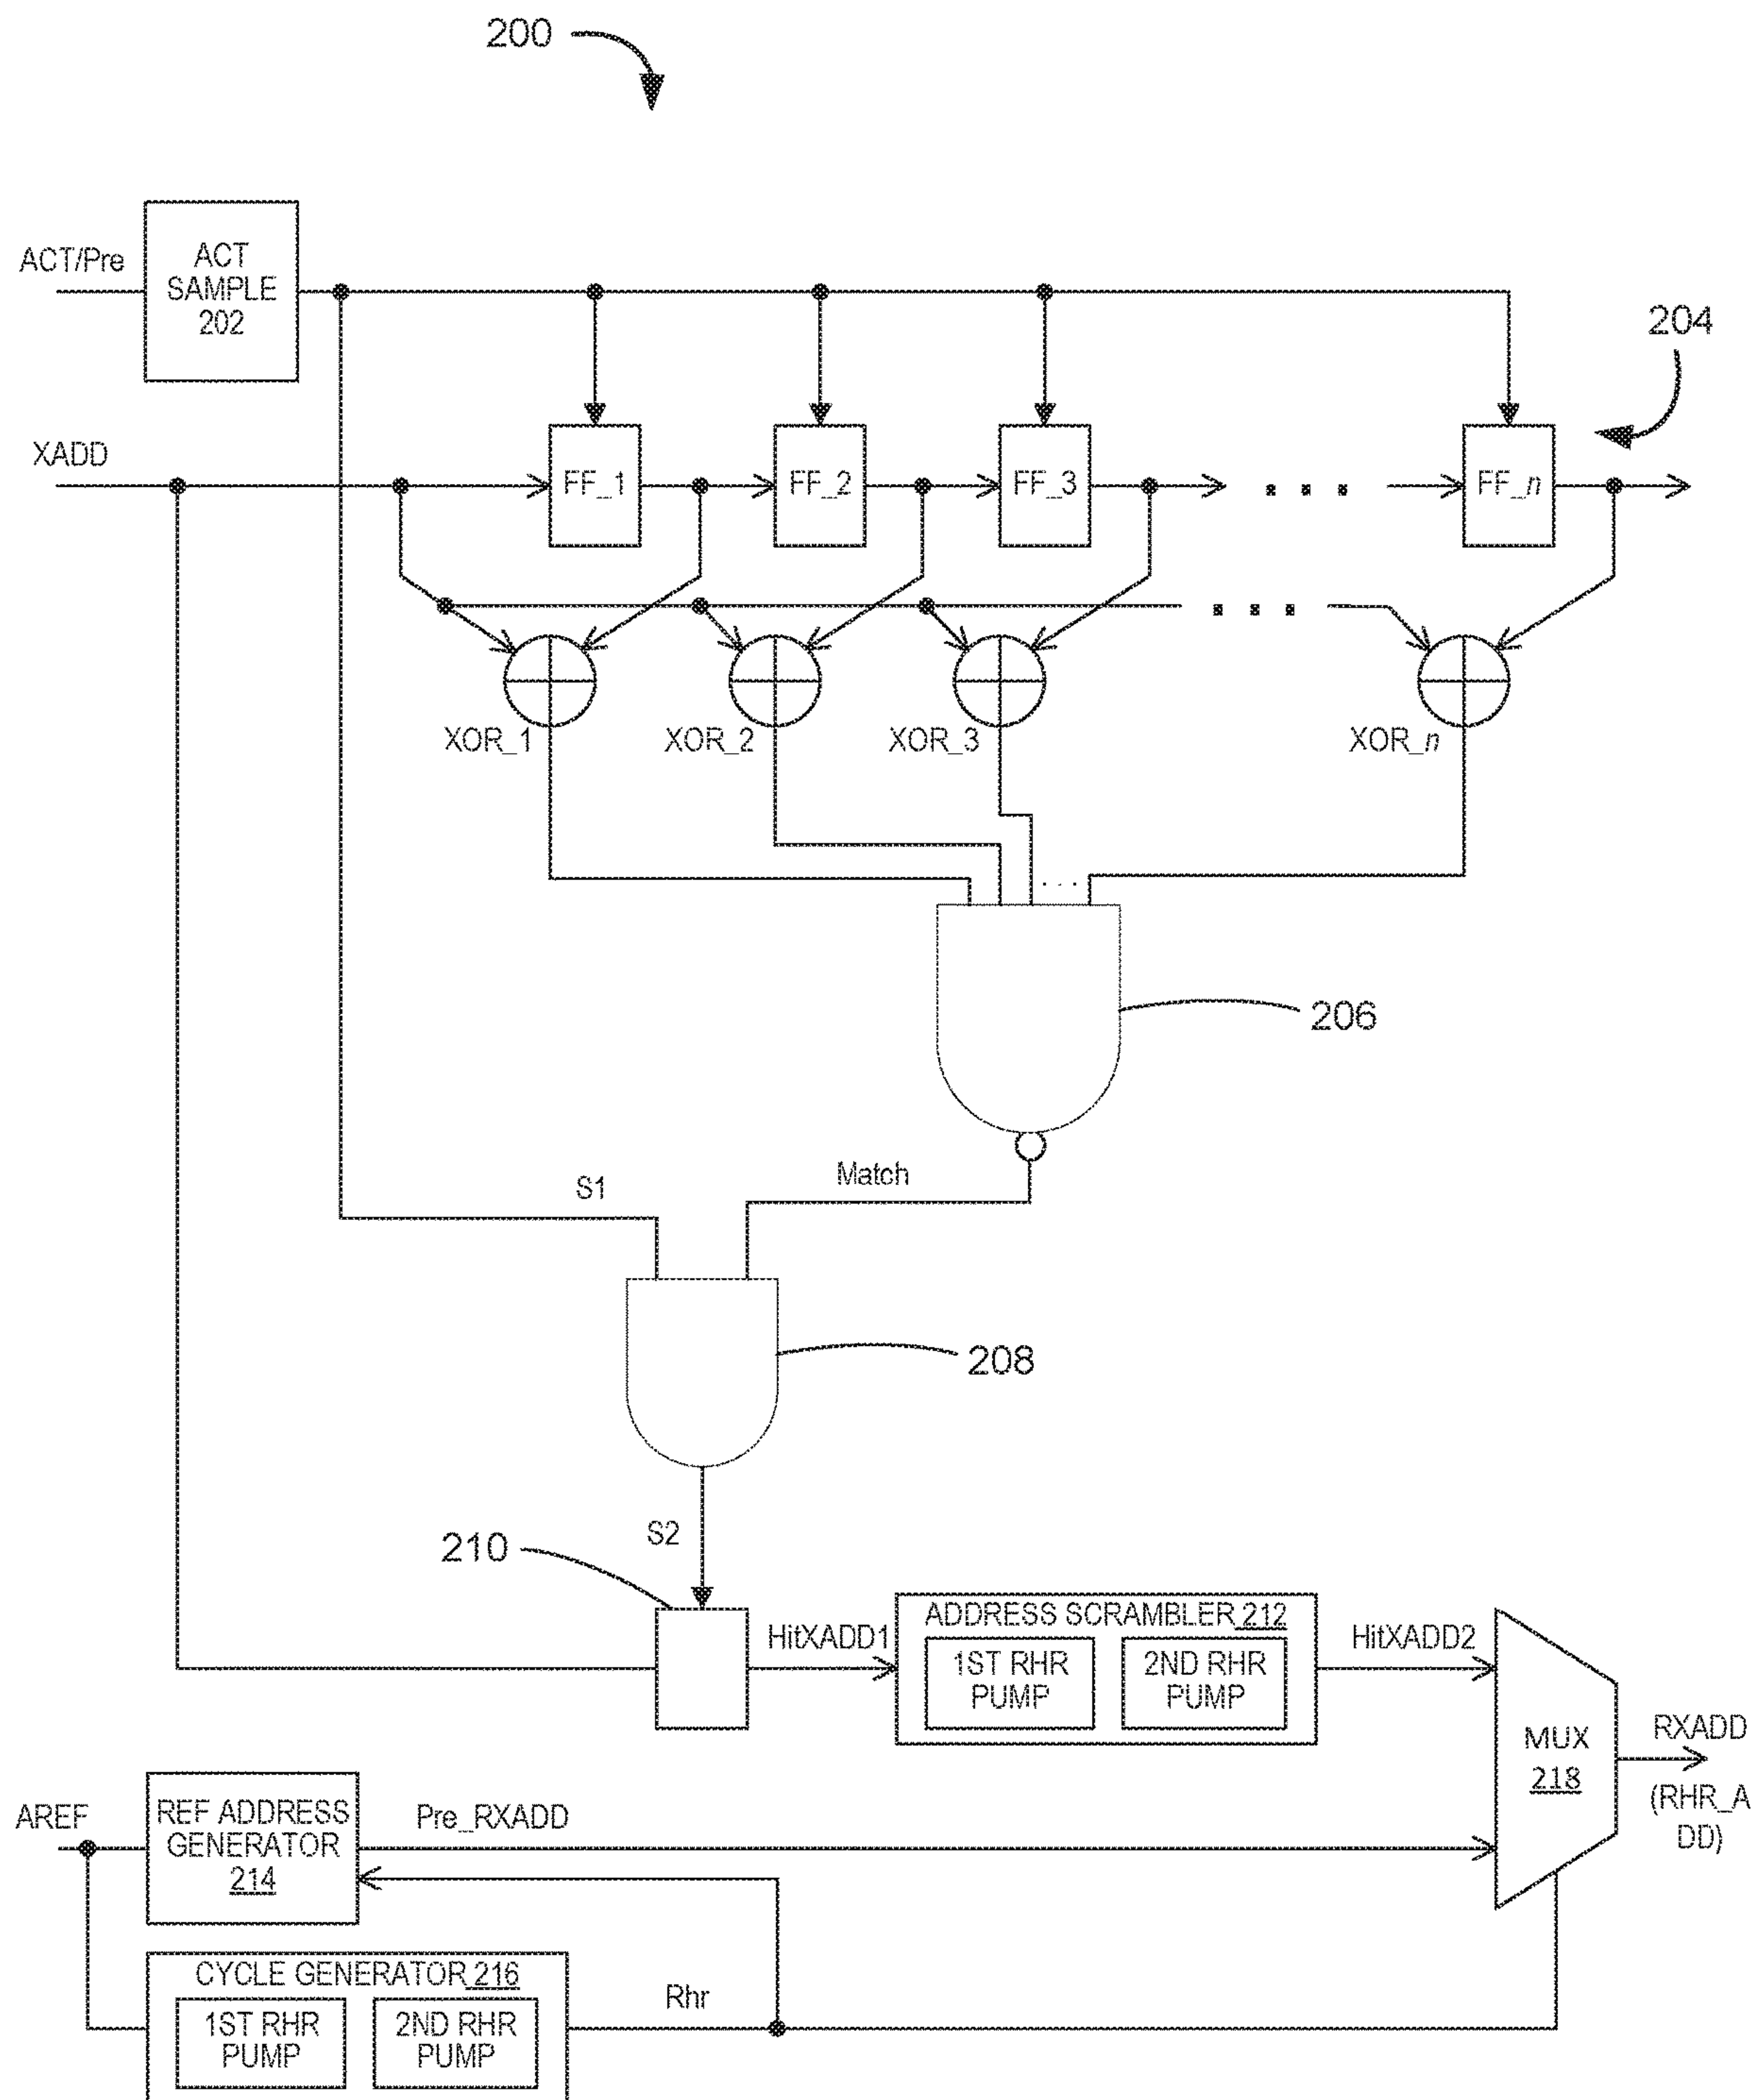 200
ACT/Pre
ACT
SAMPLE
202
204
XADD
FF_1
FF_2
FF_3
. . .
FF_n
. . .
XOR_1
XOR_2
XOR_3
XOR_n
. . .
206
Match
S1
208
S2
210
HitXADD1
ADDRESS SCRAMBLER 212
1ST RHR
PUMP
2ND RHR
PUMP
HitXADD2
MUX
218
RXADD
(RHR_A
DD)
AREF
REF ADDRESS
GENERATOR
214
Pre_RXADD
CYCLE GENERATOR 216
1ST RHR
PUMP
2ND RHR
PUMP
Rhr